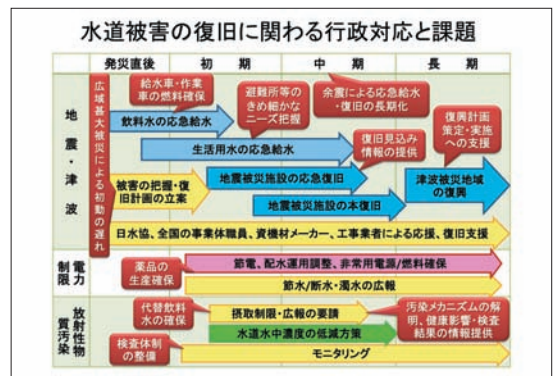 水道被害の復旧に関わる行政対応と課題
発災直後
初　期
中　期
長　期
地震・津波
広域甚大被災による初動の遅れ
給水車・作業
車の燃料確保
避難所等の
きめ細かな
ニーズ把握
余震による応急給水
・復旧の長期化
飲料水の応急給水
生活用水の応急給水
復旧見込み
情報の提供
復興計画
策定・実施
への支援
被害の把握・復
旧計画の立案
地震被災施設の応急復旧
地震被災施設の本復旧
津波被災地域
の復興
日水協、全国の事業体職員、資機材メーカー、工事業者による応援、復旧支援
電力
制限
薬品の
生産確保
節電、配水運用調整、非常用電源/燃料確保
節水/断水・濁水の広報
放射性物
質汚染
代替飲料
水の確保
摂取制限・広報の要請
汚染メカニズムの解
明、健康影響・検査
結果の情報提供
水道水中濃度の低減方策
検査体制
の整備
モニタリング